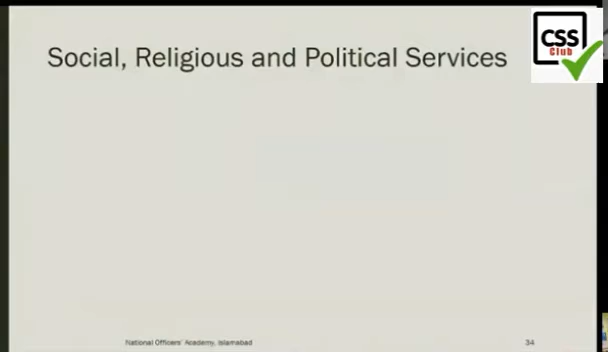 Social, Religious and Political Services
CSS
Club
National Officers' Academy, Islamabad
34